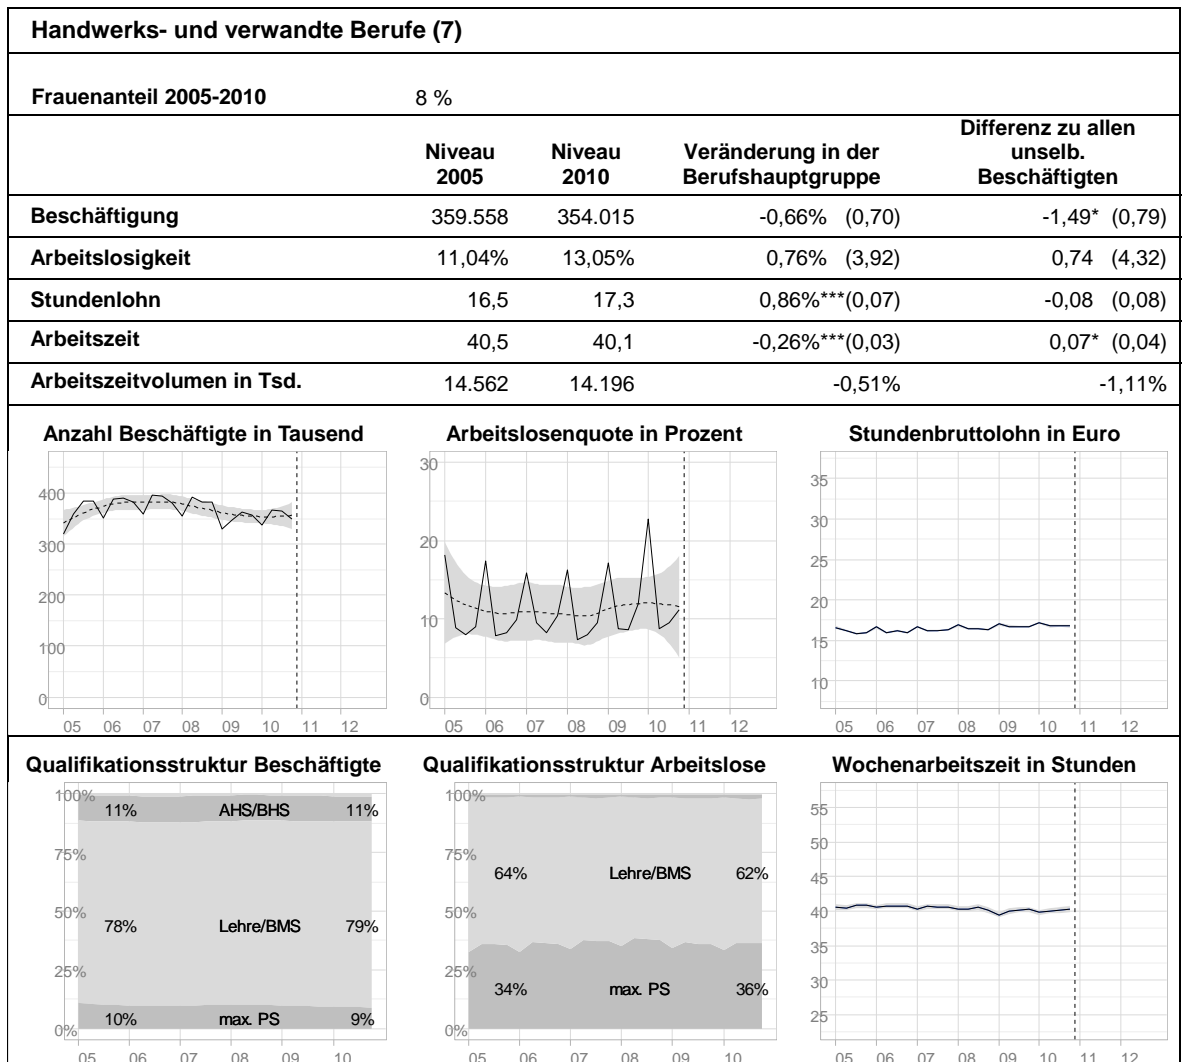 Handwerks- und verwandte Berufe (7)
Frauenanteil 2005-2010 8 %
Niveau 2005 Niveau 2010 Veränderung in der Berufshauptgruppe Differenz zu allen unselb. Beschäftigten
Beschäftigung 359.558 354.015 -0,66% (0,70) -1,49* (0,79)
Arbeitslosigkeit 11,04% 13,05% 0,76% (3,92) 0,74 (4,32)
Stundenlohn 16,5 17,3 0,86%***(0,07) -0,08 (0,08)
Arbeitszeit 40,5 40,1 -0,26%***(0,03) 0,07* (0,04)
Arbeitszeitvolumen in Tsd. 14.562 14.196 -0,51% -1,11%
Anzahl Beschäftigte in Tausend
400
300
200
100
0
05 06 07 08 09 10 11 12
Arbeitslosenquote in Prozent
30
20
10
0
05 06 07 08 09 10 11 12
Stundenbruttolohn in Euro
35
30
25
20
15
10
05 06 07 08 09 10 11 12
Qualifikationsstruktur Beschäftigte
100%
11% AHS/BHS 11%
75%
50%
78% Lehre/BMS 79%
25%
10% max. PS 9%
0%
05 06 07 08 09 10
Qualifikationsstruktur Arbeitslose
100%
75%
64% Lehre/BMS 62%
50%
25%
34% max. PS 36%
0%
05 06 07 08 09 10
Wochenarbeitszeit in Stunden
55
50
45
40
35
30
25
05 06 07 08 09 10 11 12